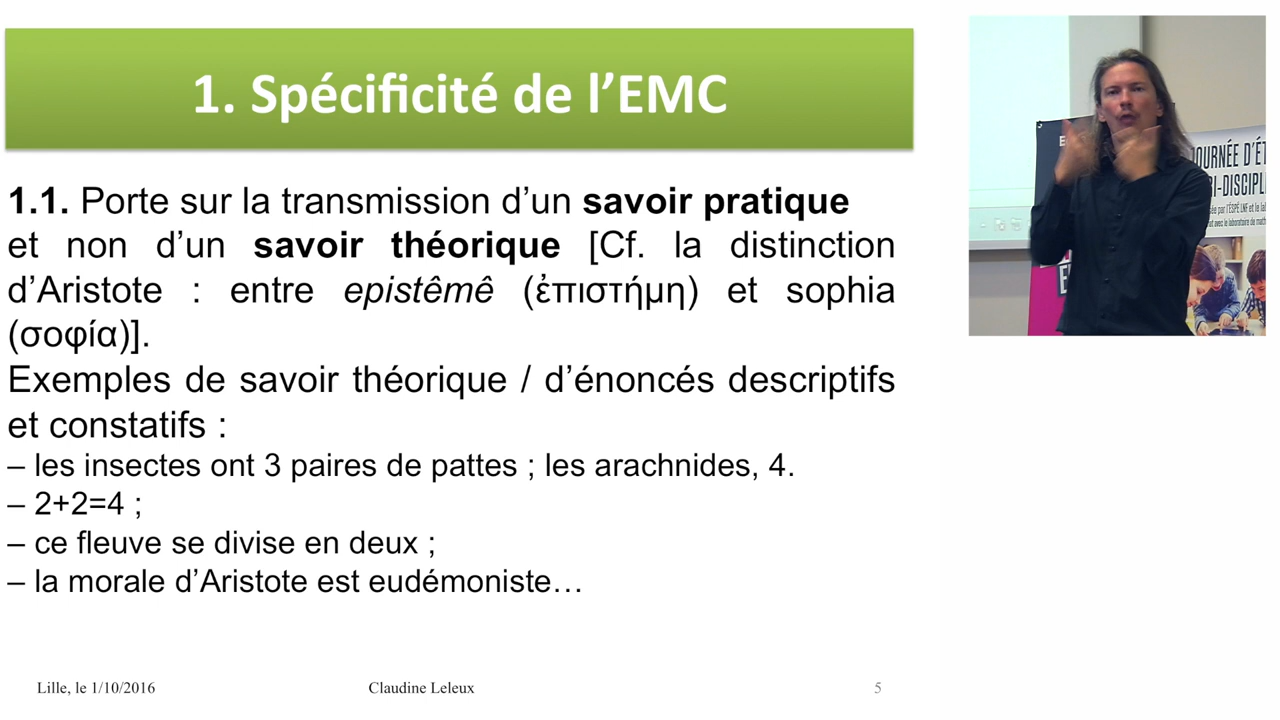 1. Spécificité de l’EMC
1.1. Porte sur la transmission d’un savoir pratique
et non d’un savoir théorique [Cf. la distinction
d’Aristote : entre epistêmê (ἐπιστήμη) et sophia
(σοφία)].
Exemples de savoir théorique / d’énoncés descriptifs
et constatifs :
– les insectes ont 3 paires de pattes ; les arachnides, 4.
– 2+2=4 ;
– ce fleuve se divise en deux ;
– la morale d’Aristote est eudémoniste…
Lille, le 1/10/2016
Claudine Leleux
5
JOURNÉE D’ÉT
RI-DISCIPL